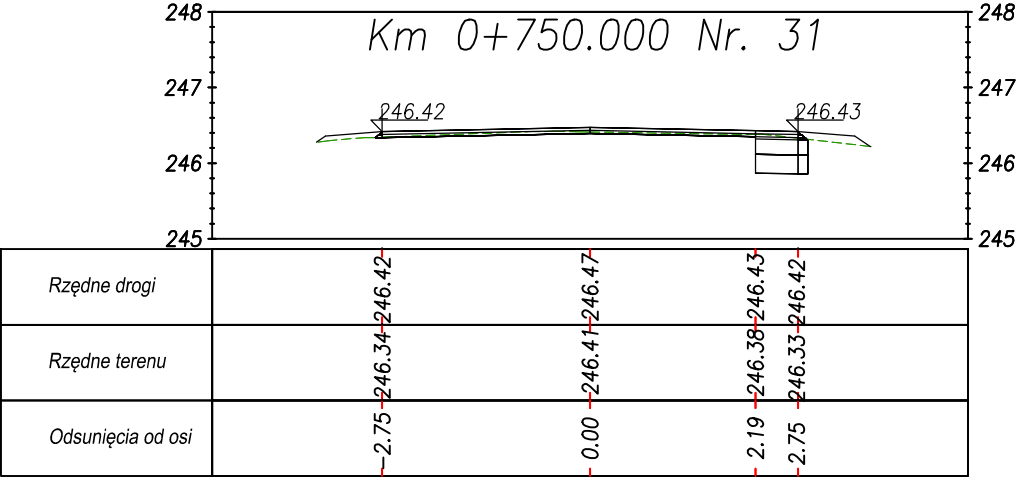 248 248
Km 0+750.000 Nr. 31
247 247
246.42 246.43
246 246
245 245
Rzędne drogi 246.42 246.47 246.43 246.42
Rzędne terenu 246.34 246.41 246.38 246.33
Odsunięcia od osi -2.75 0.00 2.19 2.75